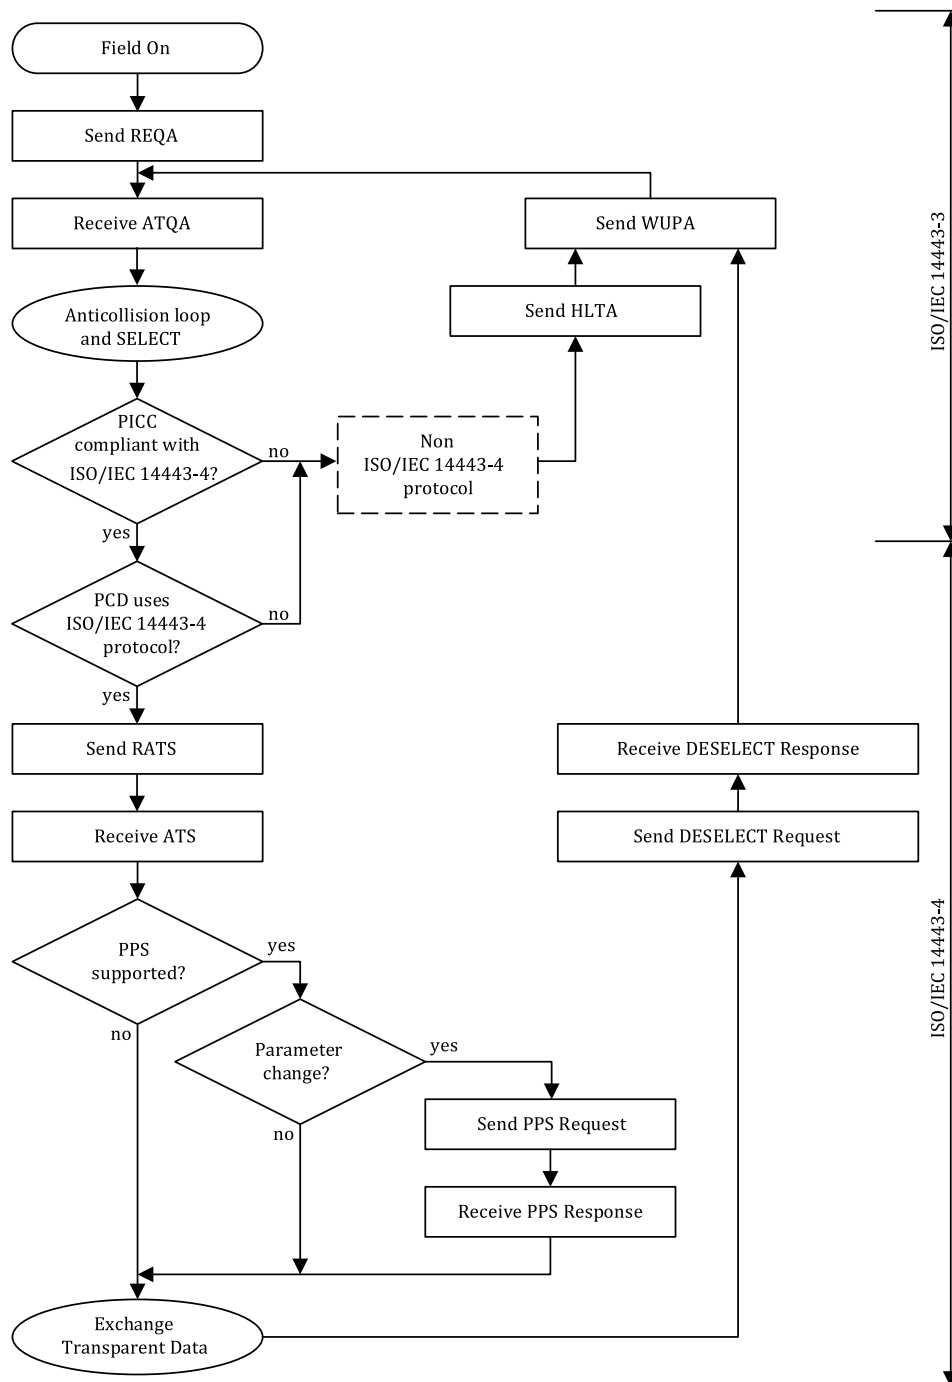 Field On
Send REQA
Receive ATQA
Send WUPA
Anticollision loop
and SELECT
Send HLTA
PICC
compliant with
ISO/IEC 14443-4?
no
Non
ISO/IEC 14443-4
protocol
yes
PCD uses
ISO/IEC 14443-4
protocol?
no
yes
Send RATS
Receive DESELECT Response
Receive ATS
Send DESELECT Request
PPS
supported?
yes
no
Parameter
change?
yes
no
Send PPS Request
Receive PPS Response
Exchange
Transparent Data
ISO/IEC 14443-3
ISO/IEC 14443-4